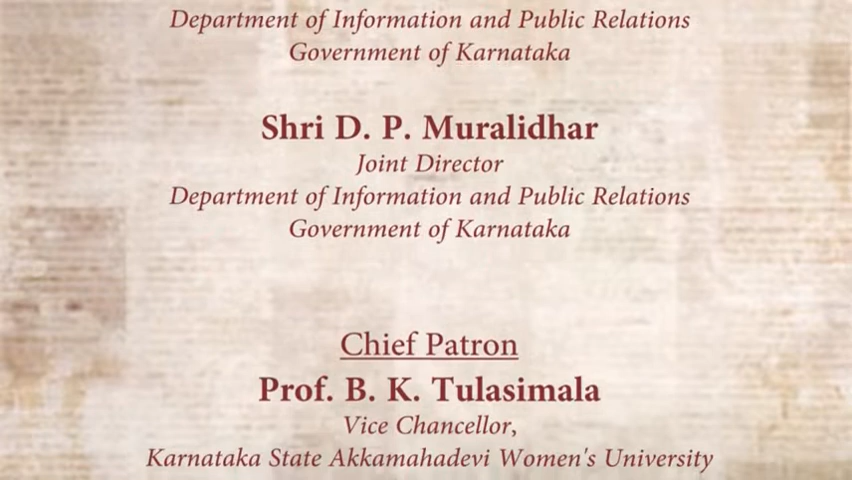 Department of Information and Public Relations
Government of Karnataka
Shri D. P. Muralidhar
Joint Director
Department of Information and Public Relations
Government of Karnataka
Chief Patron
Prof. B. K. Tulasimala
Vice Chancellor,
Karnataka State Akkamahadevi Women's University